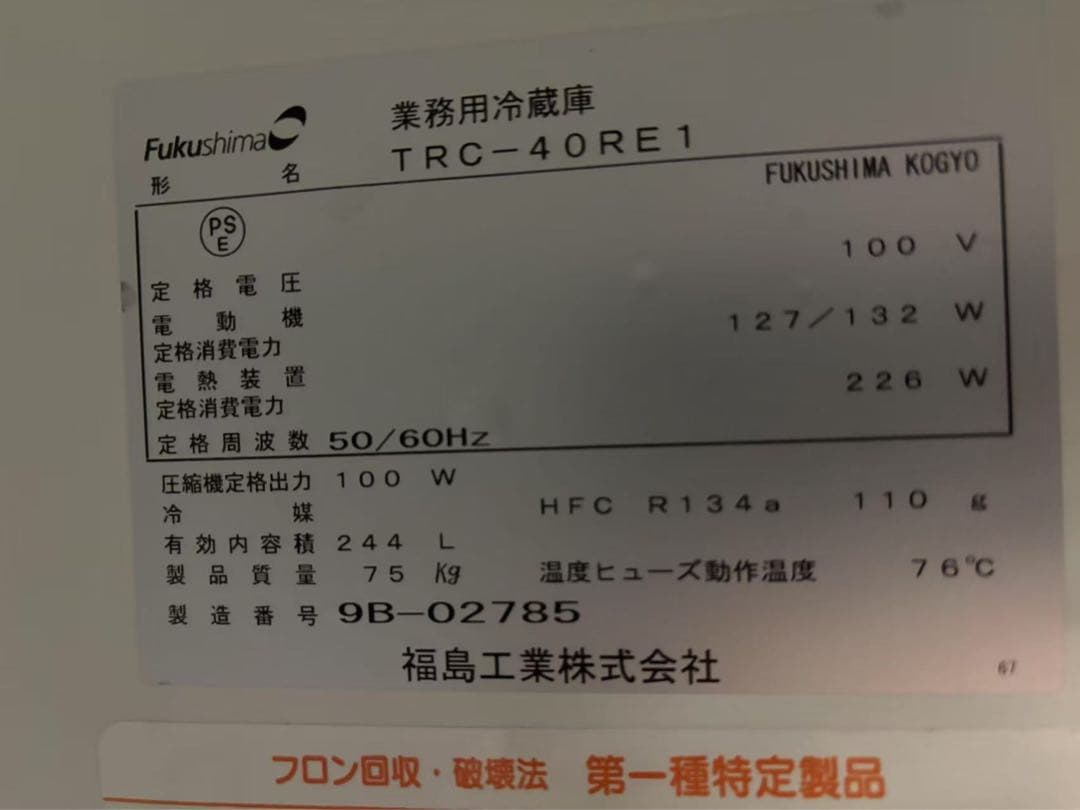 Fukushima 業務用冷蔵庫
形名 TRC-40RE1
FUKUSHIMA KOGYO
PS
E
定格電圧 100 V
電動機
定格消費電力 127/132 W
電熱装置
定格消費電力 226 W
定格周波数 50/60Hz
圧縮機定格出力 100 W
冷媒 HFC R134a 110 g
有効内容積 244 L
製品質量 75 Kg 温度ヒューズ動作温度 76℃
製造番号 9B-02785
福島工業株式会社
67
フロン回収・破壊法 第一種特定製品